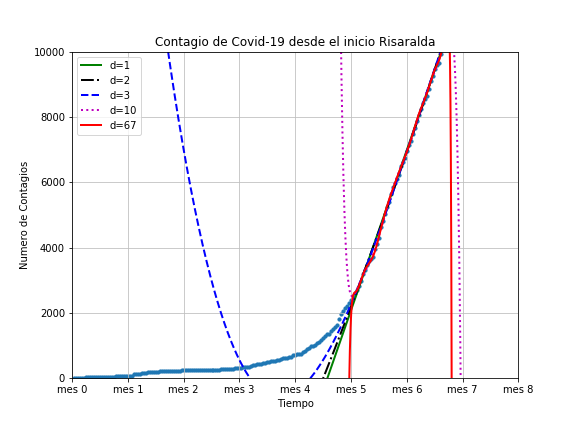 Contagio de Covid-19 desde el inicio Risaralda
10000
8000
6000
4000
2000
0
Numero de Contagios
d=1
d=2
d=3
d=10
d=67
mes 0 mes 1 mes 2 mes 3 mes 4 mes 5 mes 6 mes 7 mes 8
Tiempo